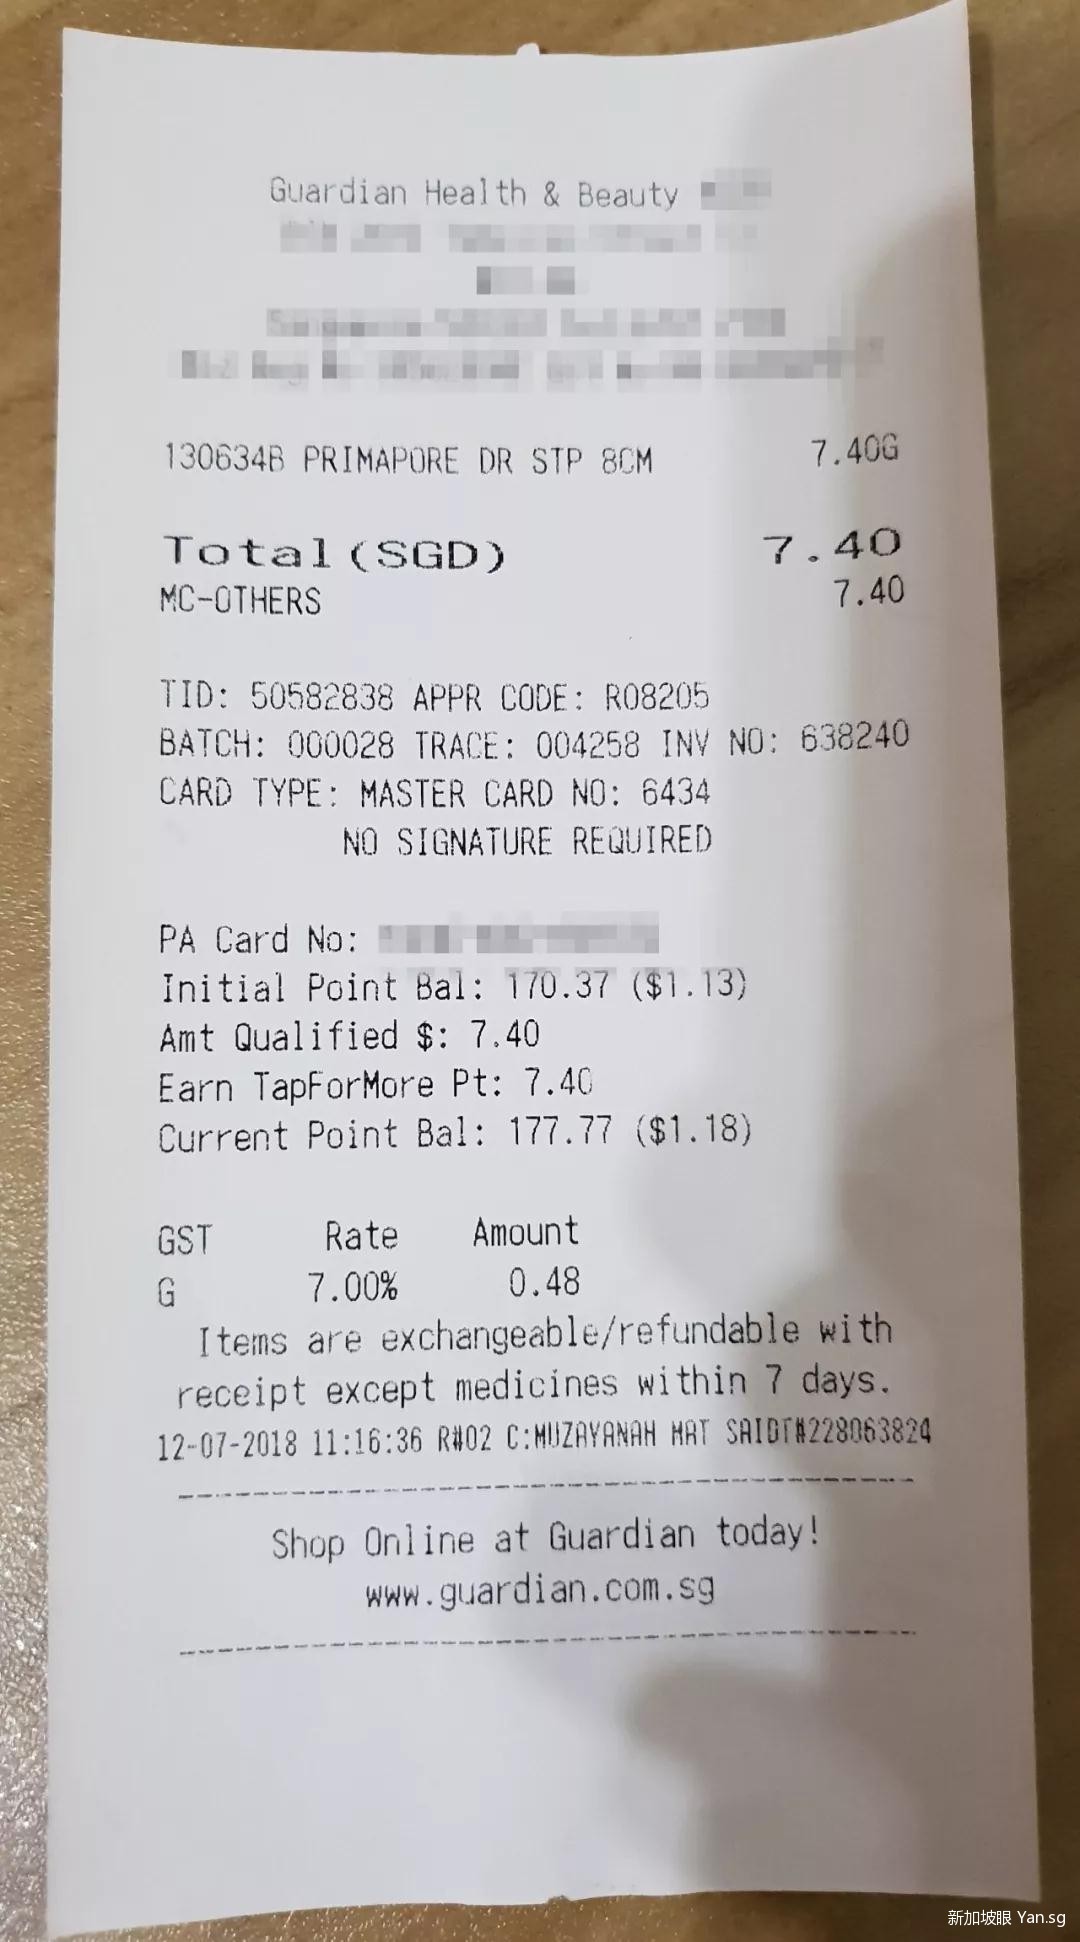 Guardian Health & Beauty
130634B PRIMAPORE DR STP 8CM 7.40G
Total(SGD) 7.40
MC-OTHERS 7.40
TID: 50582838 APPR CODE: R08205
BATCH: 000028 TRACE: 004258 INV NO: 638240
CARD TYPE: MASTER CARD NO: 6434
NO SIGNATURE REQUIRED
PA Card No:
Initial Point Bal: 170.37 ($1.13)
Amt Qualified $: 7.40
Earn TapForMore Pt: 7.40
Current Point Bal: 177.77 ($1.18)
GST Rate Amount
G 7.00% 0.48
Items are exchangeable/refundable with
receipt except medicines within 7 days.
12-07-2018 11:16:36 R#02 C:MUZAYANAH MAT SAIDT#228063824
Shop Online at Guardian today!
www.guardian.com.sg
新加坡眼 Yan.sg